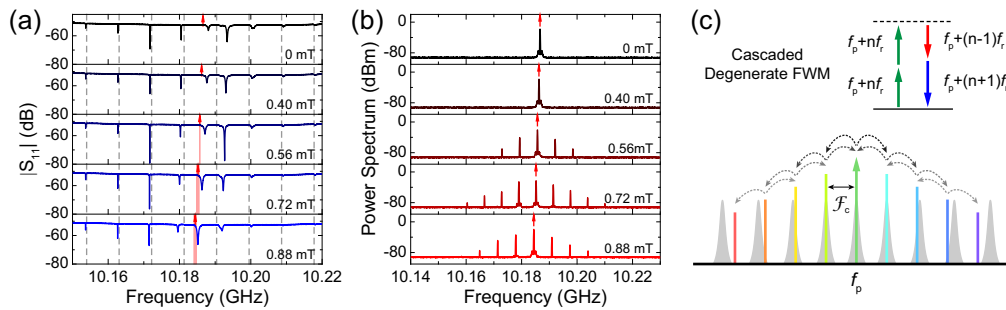 (a)
|S11| (dB)
-60
-80
-60
-80
-60
-80
-60
-80
-60
-80
0 mT
0.40 mT
0.56 mT
0.72 mT
0.88 mT
10.16
10.18
10.20
10.22
Frequency (GHz)
(b)
Power Spectrum (dBm)
0
-80
0
-80
0
-80
0
-80
0
-80
0 mT
0.40 mT
0.56mT
0.72 mT
0.88 mT
10.14
10.16
10.18
10.20
10.22
Frequency (GHz)
(c)
Cascaded
Degenerate FWM
fp+nfr
fp+(n-1)fr
fp+nfr
fp+(n+1)fr
ℱc
fp